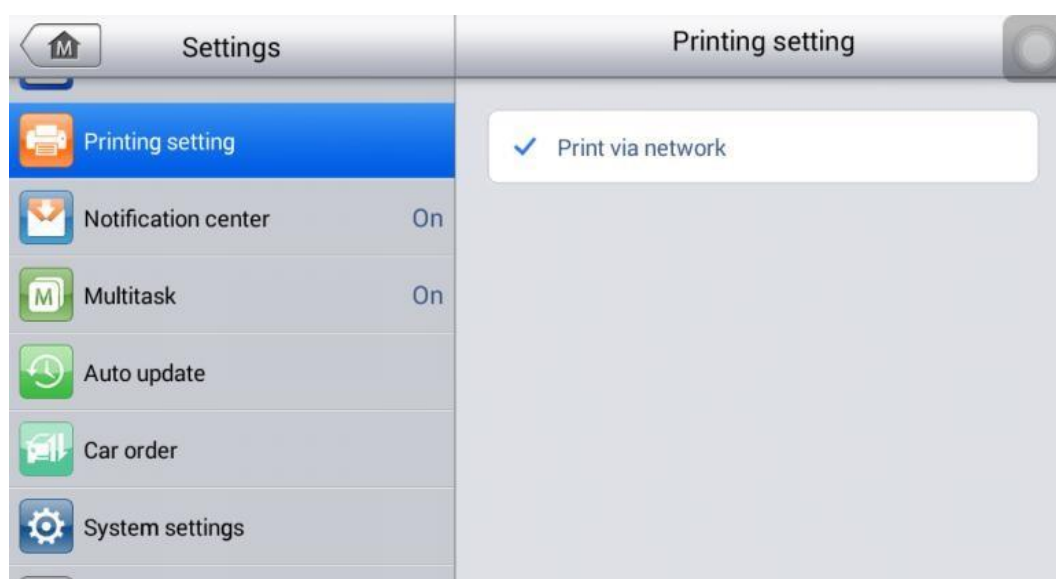 Settings
Printing setting
Notification center On
Multitask On
Auto update
Car order
System settings
Printing setting
Print via network